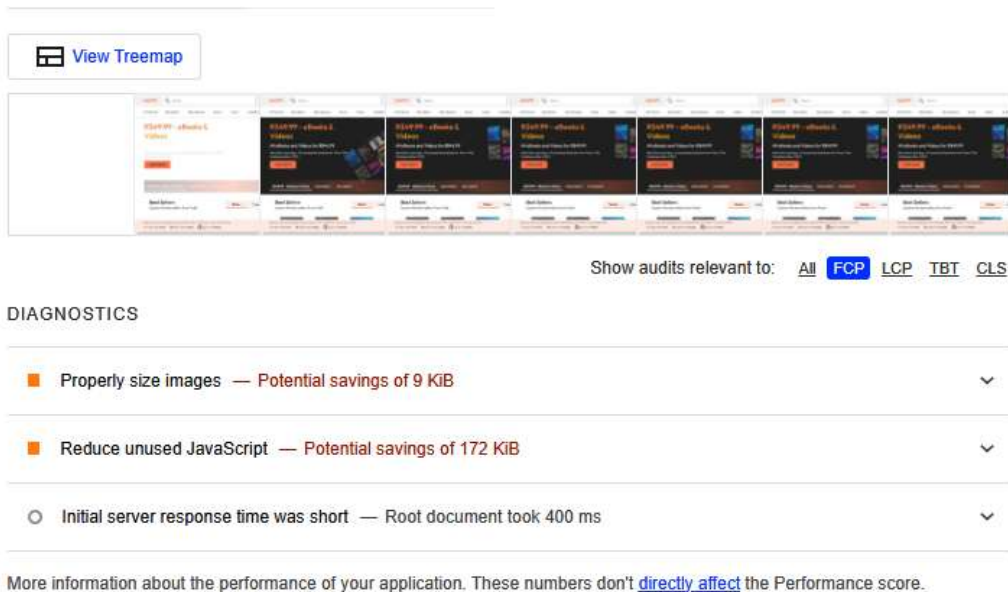 View Treemap
Show audits relevant to: All FCP LCP TBT CLS
DIAGNOSTICS
Properly size images — Potential savings of 9 KiB
Reduce unused JavaScript — Potential savings of 172 KiB
Initial server response time was short — Root document took 400 ms
More information about the performance of your application. These numbers don't directly affect the Performance score.